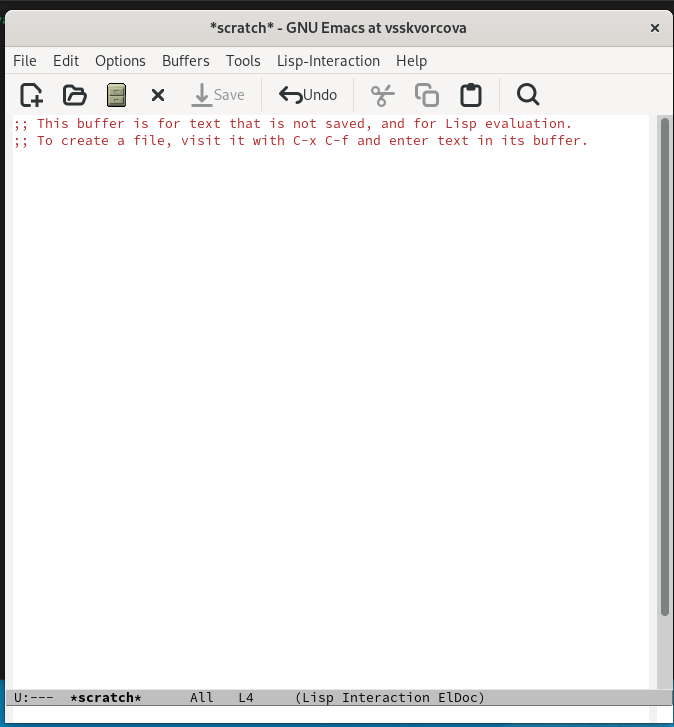 *scratch* - GNU Emacs at vsskvorcova
File Edit Options Buffers Tools Lisp-Interaction Help
Save Undo
;; This buffer is for text that is not saved, and for Lisp evaluation.
;; To create a file, visit it with C-x C-f and enter text in its buffer.
U:--- *scratch* All L4 (Lisp Interaction ElDoc)